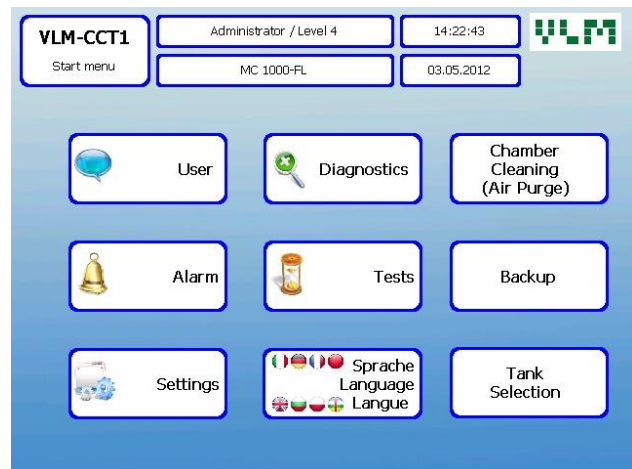 VLM-CCT1
Start menu
Administrator / Level 4
14:22:43
VLM
MC 1000-FL
03.05.2012
User
Diagnostics
Chamber
Cleaning
(Air Purge)
Alarm
Tests
Backup
Settings
Sprache
Language
Langue
Tank
Selection